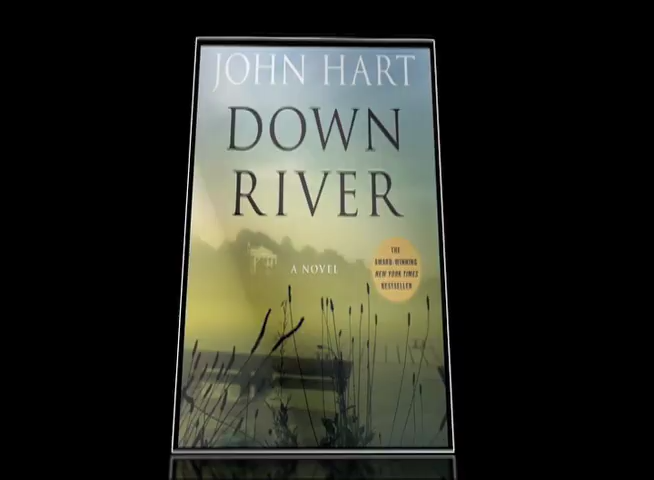 JOHN HART
DOWN
RIVER
A NOVEL
THE
AWARD-WINNING
NEW YORK TIMES
BESTSELLER